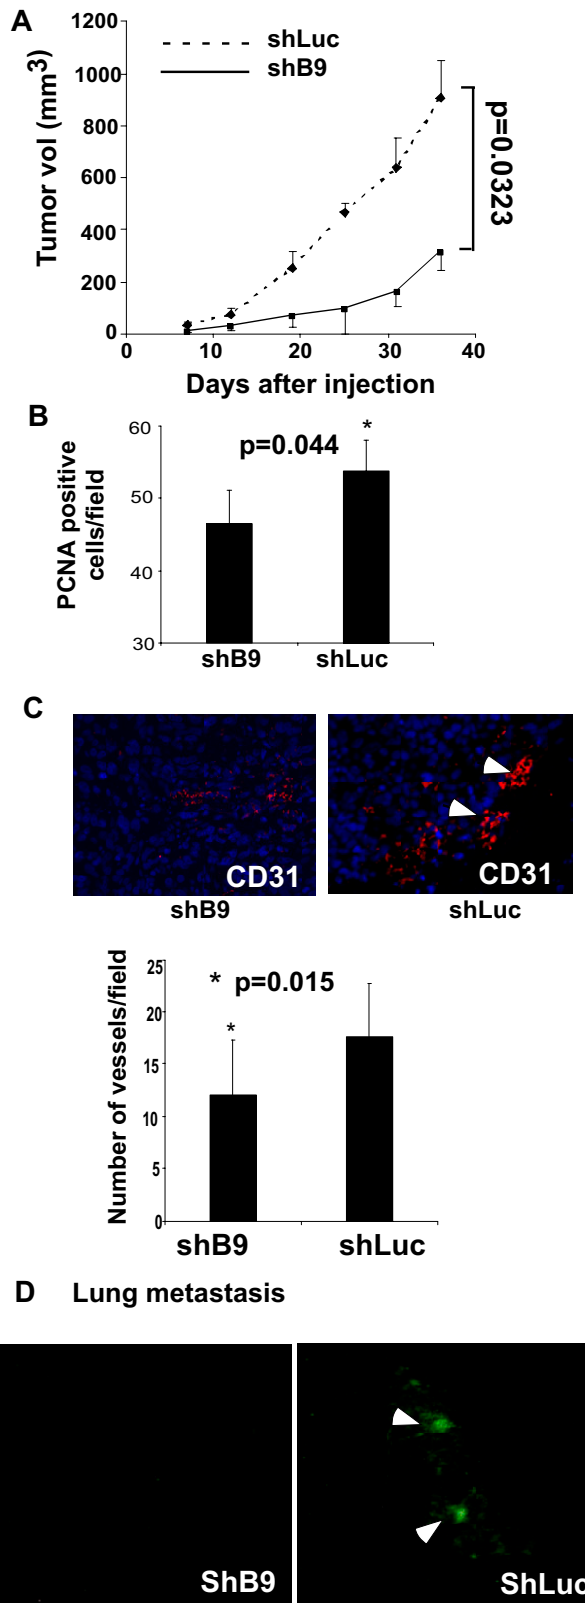 A
1200
1000
800
600
400
200
0
Tumor vol (mm3)
shLuc
shB9
p=0.0323
0 10 20 30 40
Days after injection
B
60
50
40
30
PCNA positive
cells/field
p=0.044
*
shB9 shLuc
C
CD31
CD31
shB9 shLuc
25
20
15
10
5
0
Number of vessels/field
* p=0.015
*
shB9 shLuc
D Lung metastasis
ShB9
ShLuc